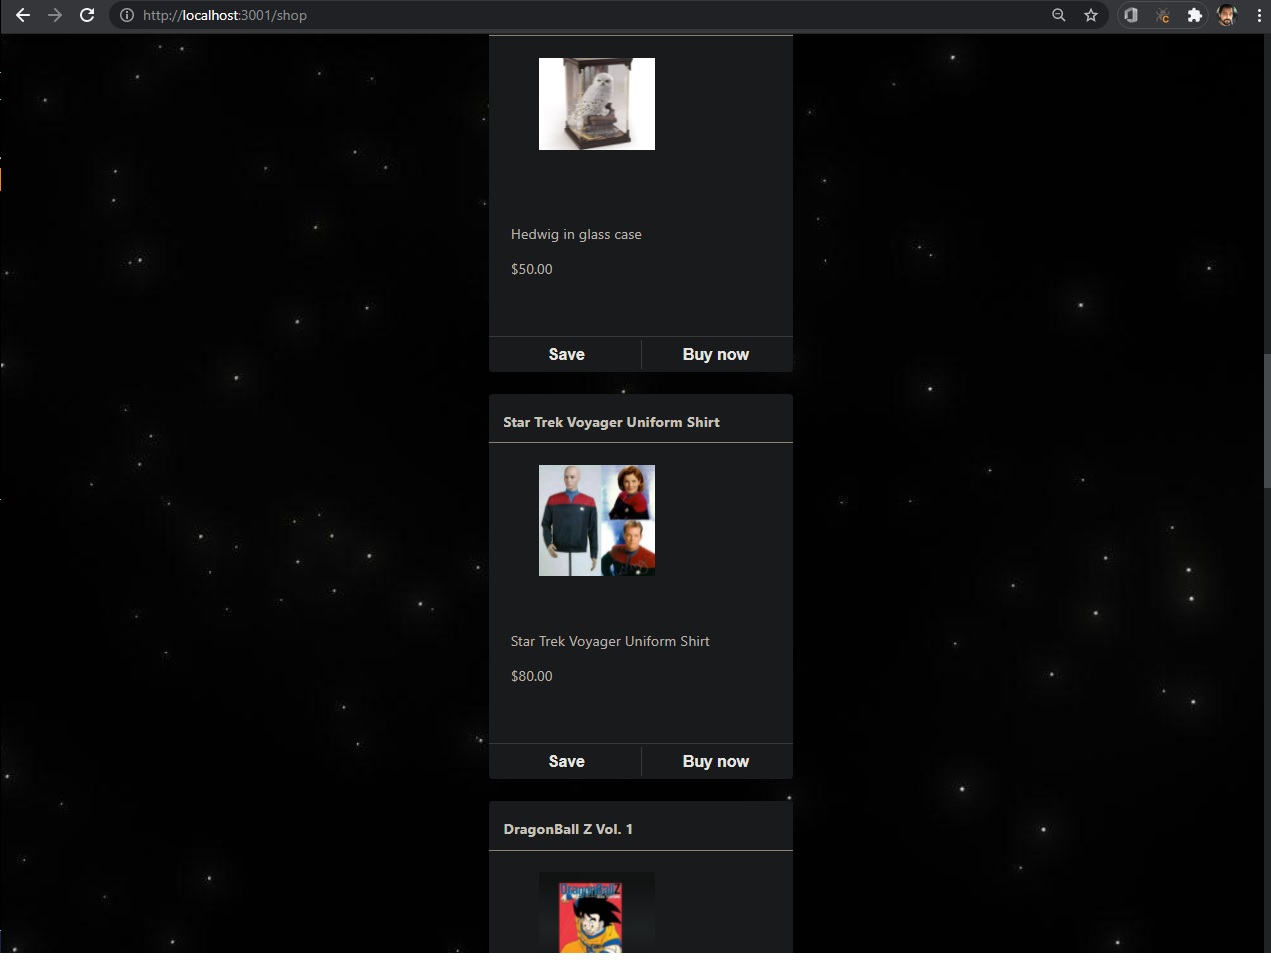 http://localhost:3001/shop
Hedwig in glass case
$50.00
Save
Buy now
Star Trek Voyager Uniform Shirt
Star Trek Voyager Uniform Shirt
$80.00
Save
Buy now
DragonBall Z Vol. 1
DragonBall Z